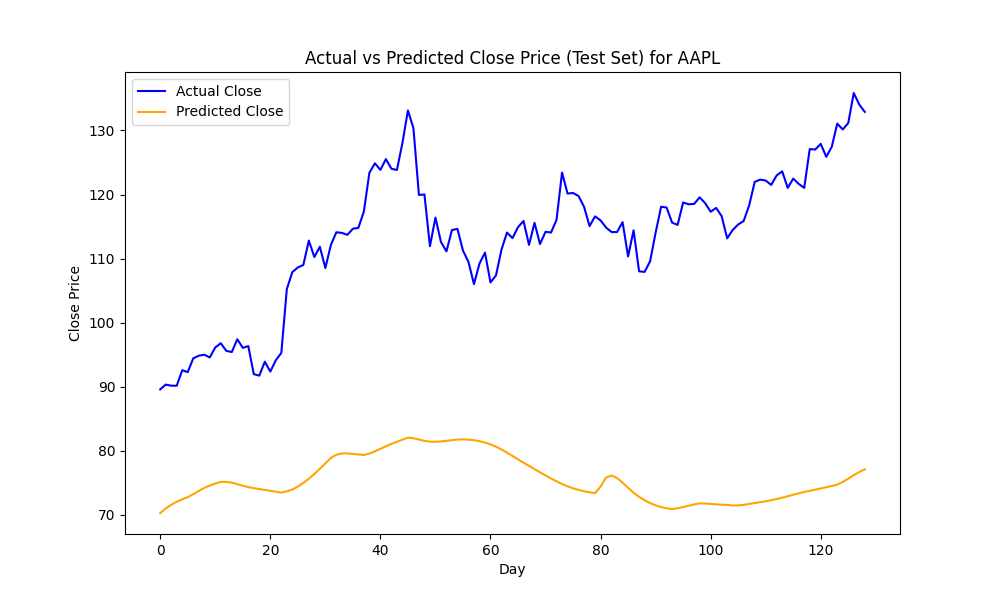 Actual vs Predicted Close Price (Test Set) for AAPL
Actual Close
Predicted Close
130
120
110
100
90
80
70
Close Price
0 20 40 60 80 100 120
Day